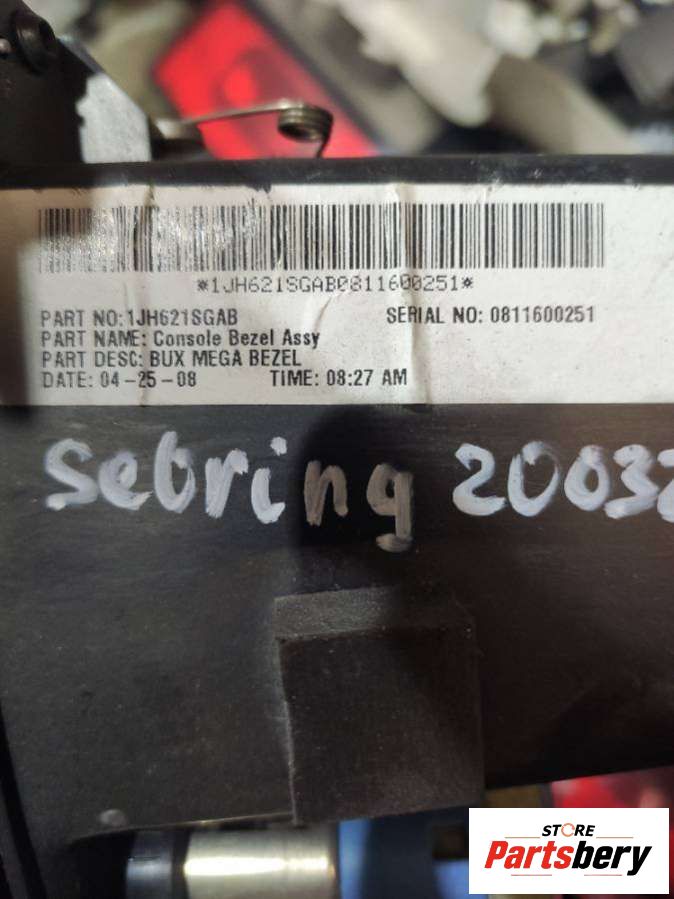 *1JH621SGAB0811600251*
PART NO: 1JH621SGAB SERIAL NO: 0811600251
PART NAME: Console Bezel Assy
PART DESC: BUX MEGA BEZEL
DATE: 04-25-08 TIME: 08:27 AM
sebring 20032
STORE
Partsbery